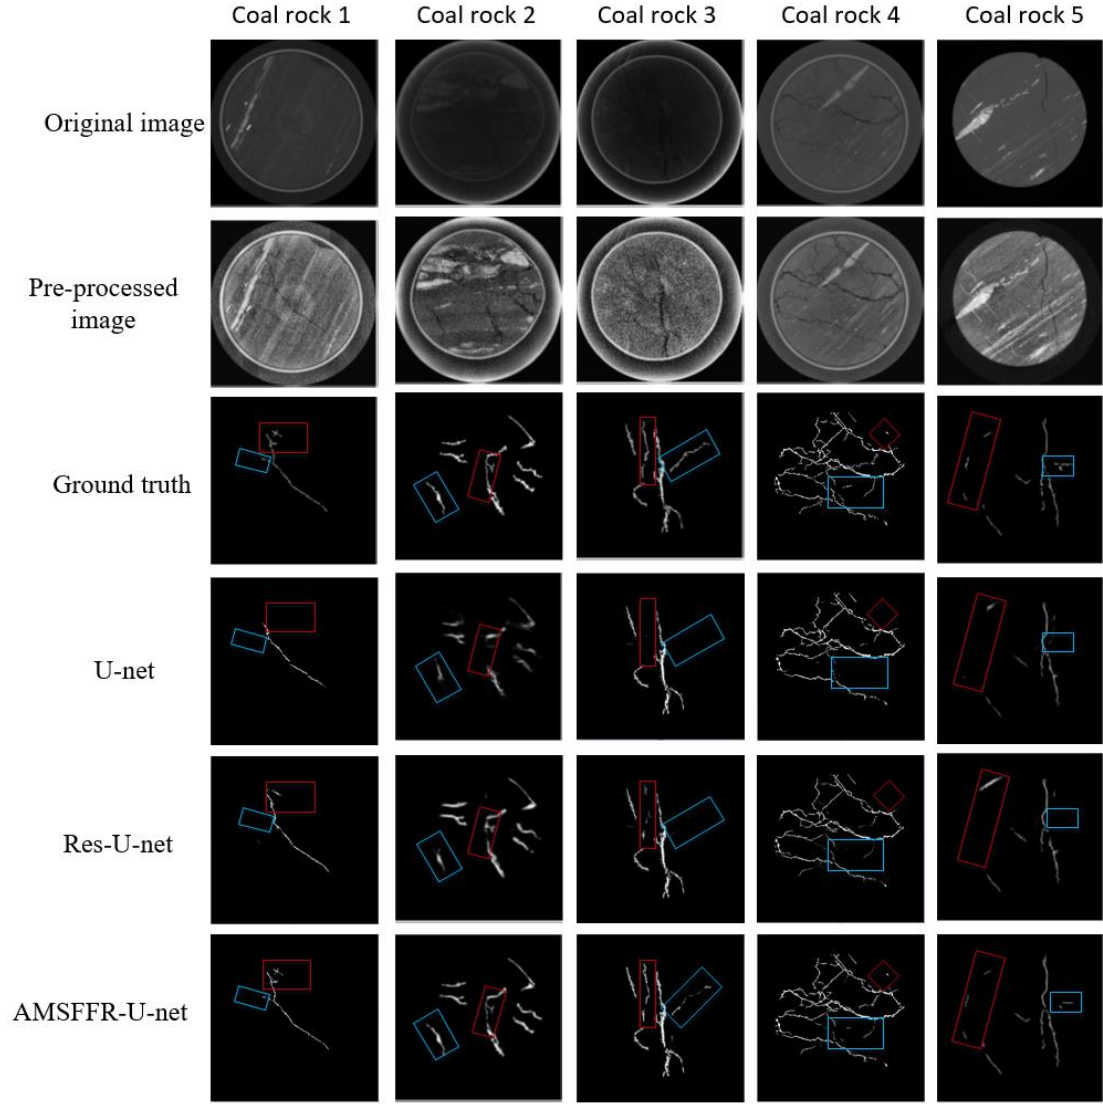 Coal rock 1 Coal rock 2 Coal rock 3 Coal rock 4 Coal rock 5
Original image
Pre-processed
image
Ground truth
U-net
Res-U-net
AMSFFR-U-net